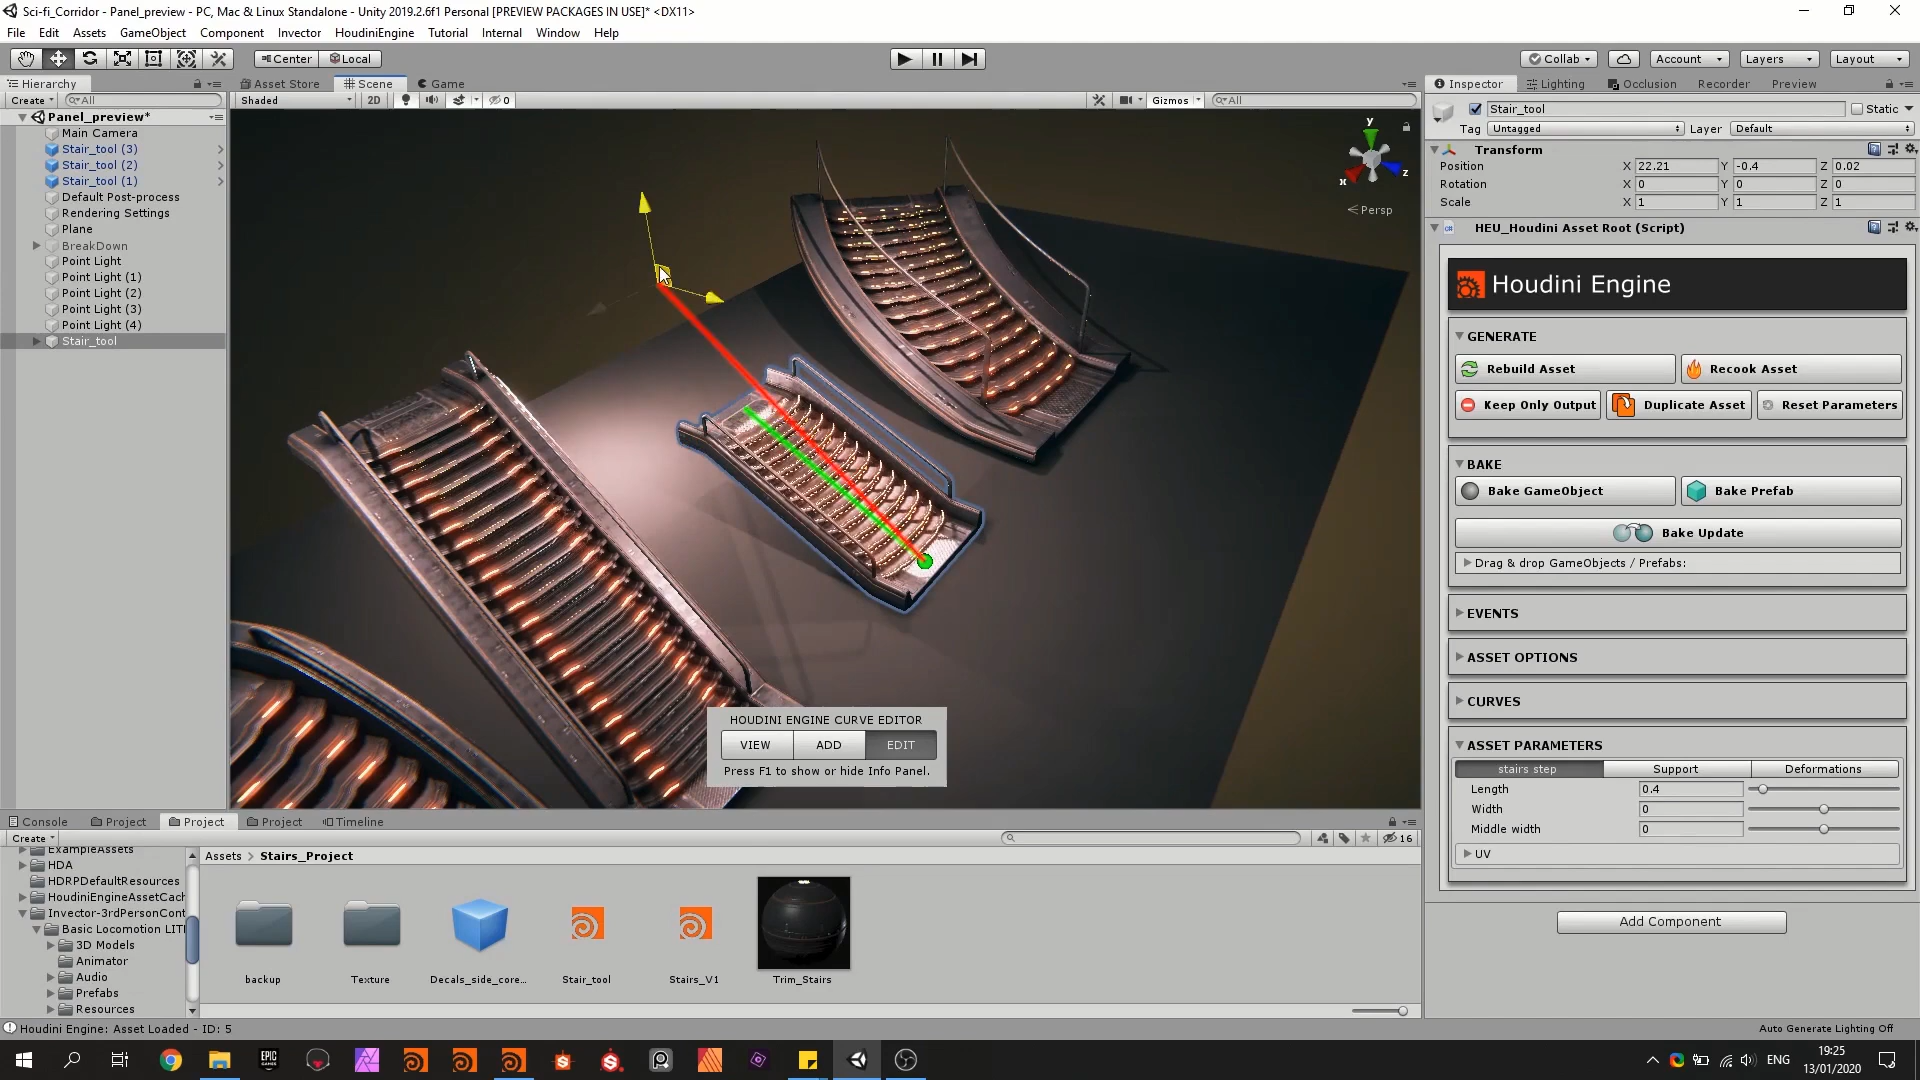 Sci-fi_Corridor - Panel_preview - PC, Mac & Linux Standalone - Unity 2019.2.6f1 Personal [PREVIEW PACKAGES IN USE]* <DX11>
File Edit Assets GameObject Component Invector HoudiniEngine Tutorial Internal Window Help
Center Local Collab Account Layers Layout
Hierarchy Asset Store Scene Game Inspector Lighting Occlusion Recorder Preview
Create All Shaded 2D 0 Gizmos All
Panel_preview*
Main Camera
Stair_tool (3)
Stair_tool (2)
Stair_tool (1)
Default Post-process
Rendering Settings
Plane
BreakDown
Point Light
Point Light (1)
Point Light (2)
Point Light (3)
Point Light (4)
Stair_tool
y
x
z
Persp
HOUDINI ENGINE CURVE EDITOR
VIEW ADD EDIT
Press F1 to show or hide Info Panel.
Stair_tool Static
Tag Untagged Layer Default
Transform
Position X 22.21 Y -0.4 Z 0.02
Rotation X 0 Y 0 Z 0
Scale X 1 Y 1 Z 1
HEU_Houdini Asset Root (Script)
Houdini Engine
GENERATE
Rebuild Asset Recook Asset
Keep Only Output Duplicate Asset Reset Parameters
BAKE
Bake GameObject Bake Prefab
Bake Update
Drag & drop GameObjects / Prefabs:
EVENTS
ASSET OPTIONS
CURVES
ASSET PARAMETERS
stairs step Support Deformations
Length 0.4
Width 0
Middle width 0
UV
Add Component
Console Project Project Project Timeline
Create 16
ExampleAssets
HDA
HDRPDefaultResources
HoudiniEngineAssetCach
Invector-3rdPersonCont
Basic Locomotion LIT
3D Models
Animator
Audio
Prefabs
Resources
Assets > Stairs_Project
backup Texture Decals_side_core... Stair_tool Stairs_V1 Trim_Stairs
Houdini Engine: Asset Loaded - ID: 5 Auto Generate Lighting Off
EPIC GAMES
ENG
19:25
13/01/2020